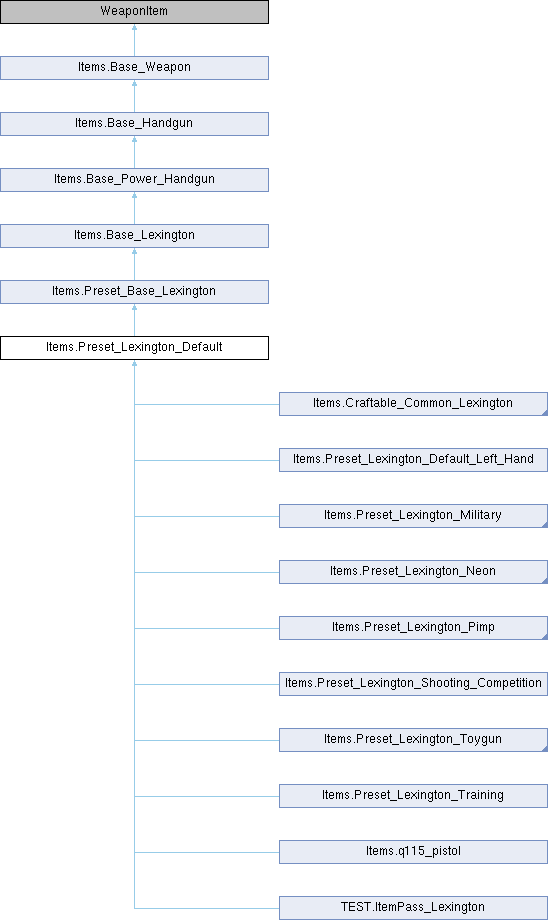 WeaponItem
Items.Base_Weapon
Items.Base_Handgun
Items.Base_Power_Handgun
Items.Base_Lexington
Items.Preset_Base_Lexington
Items.Preset_Lexington_Default
Items.Craftable_Common_Lexington
Items.Preset_Lexington_Default_Left_Hand
Items.Preset_Lexington_Military
Items.Preset_Lexington_Neon
Items.Preset_Lexington_Pimp
Items.Preset_Lexington_Shooting_Competition
Items.Preset_Lexington_Toygun
Items.Preset_Lexington_Training
Items.q115_pistol
TEST.ItemPass_Lexington